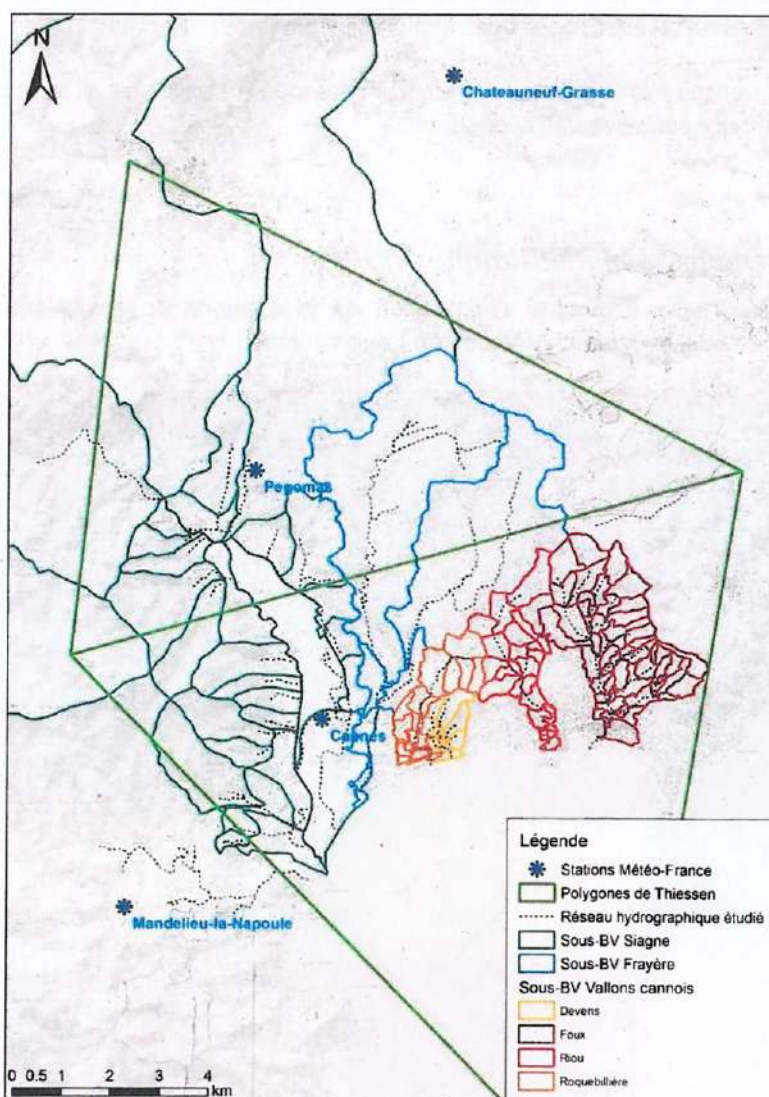 N
Chateauneuf-Grasse
Pegomas
Cannes
Mandelieu-la-Napoule
Légende
Stations Météo-France
Polygones de Thiessen
Réseau hydrographique étudié
Sous-BV Siagne
Sous-BV Frayère
Sous-BV Vallons cannois
Devens
Foux
Riou
Roquebillière
0 0.5 1 2 3 4
km